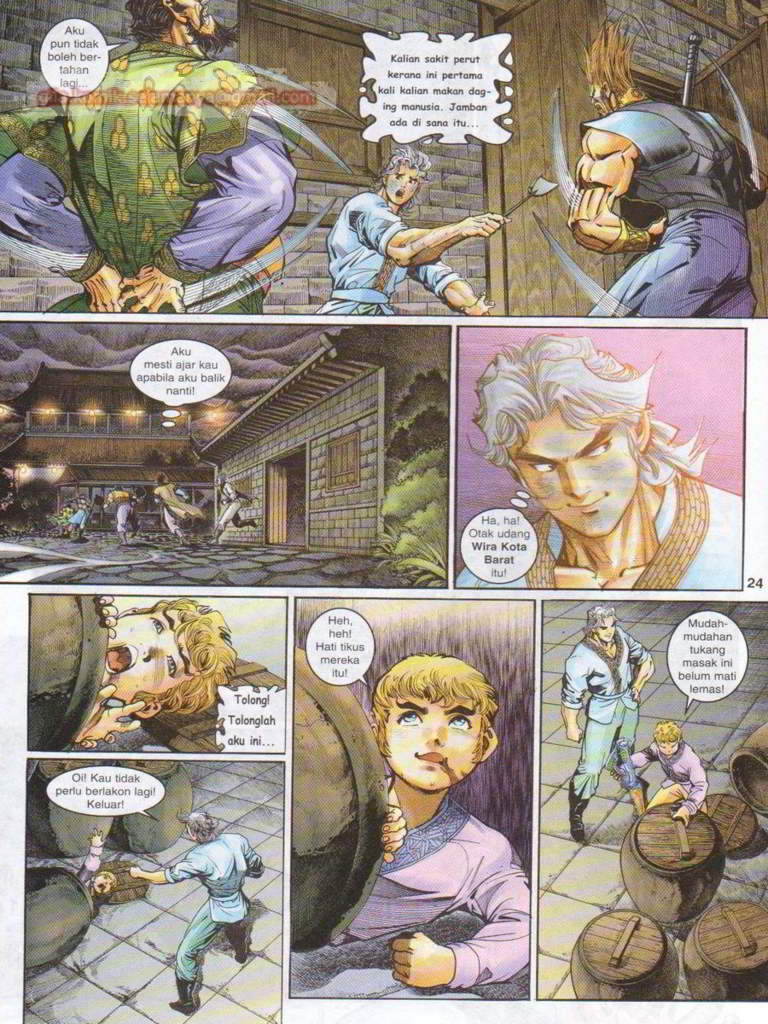 Aku
pun tidak
boleh ber-
tahan
lagi...
Kalian sakit perut
kerana ini pertama
kali kalian makan dag-
ing manusia. Jamban
ada di sana itu...
Aku
mesti ajar kau
apabila aku balik
nanti!
Ha, ha!
Otak udang
Wira Kota
Barat
itu!
24
Tolong!
Tolonglah
aku ini...
Oi! Kau tidak
perlu berlakon lagi!
Keluar!
Heh,
heh!
Hati tikus
mereka
itu!
Mudah-
mudahan
tukang
masak ini
belum mati
lemas!